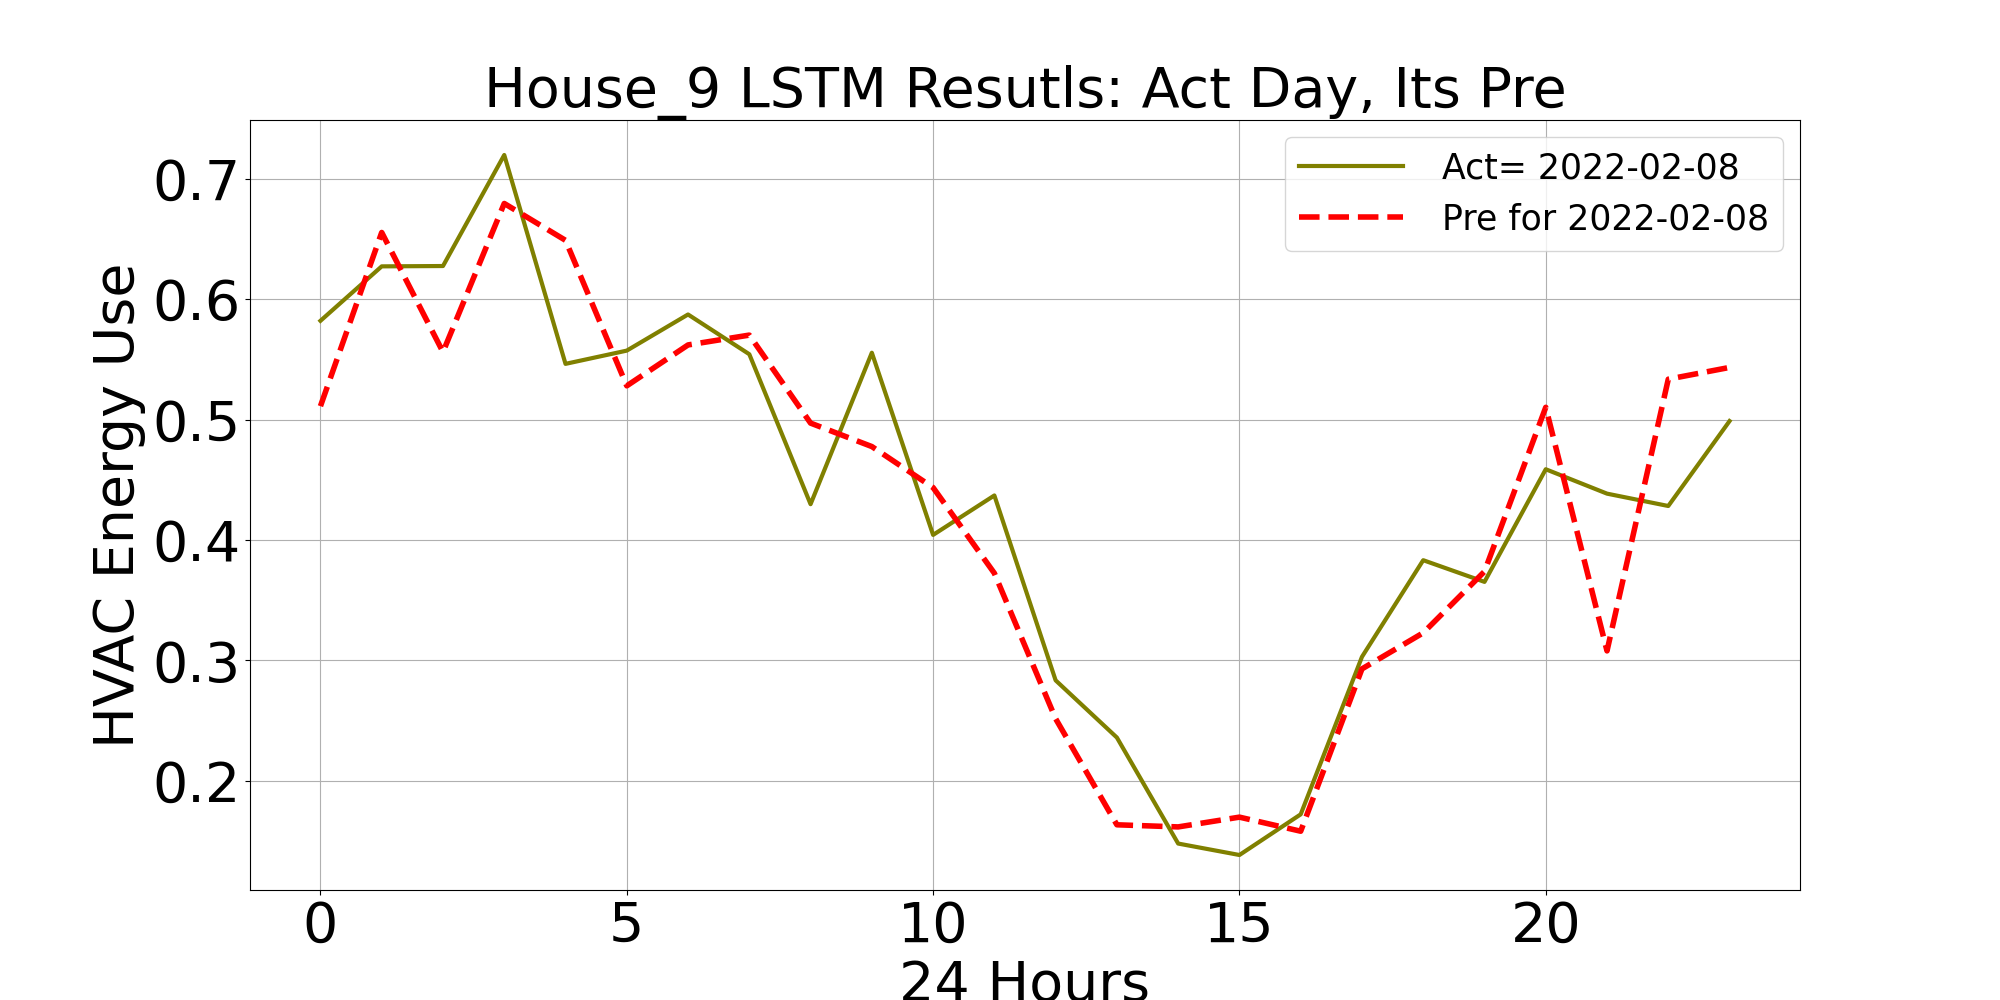 House_9 LSTM Resutls: Act Day, Its Pre
Act= 2022-02-08
Pre for 2022-02-08
HVAC Energy Use
0.7
0.6
0.5
0.4
0.3
0.2
0 5 10 15 20
24 Hours